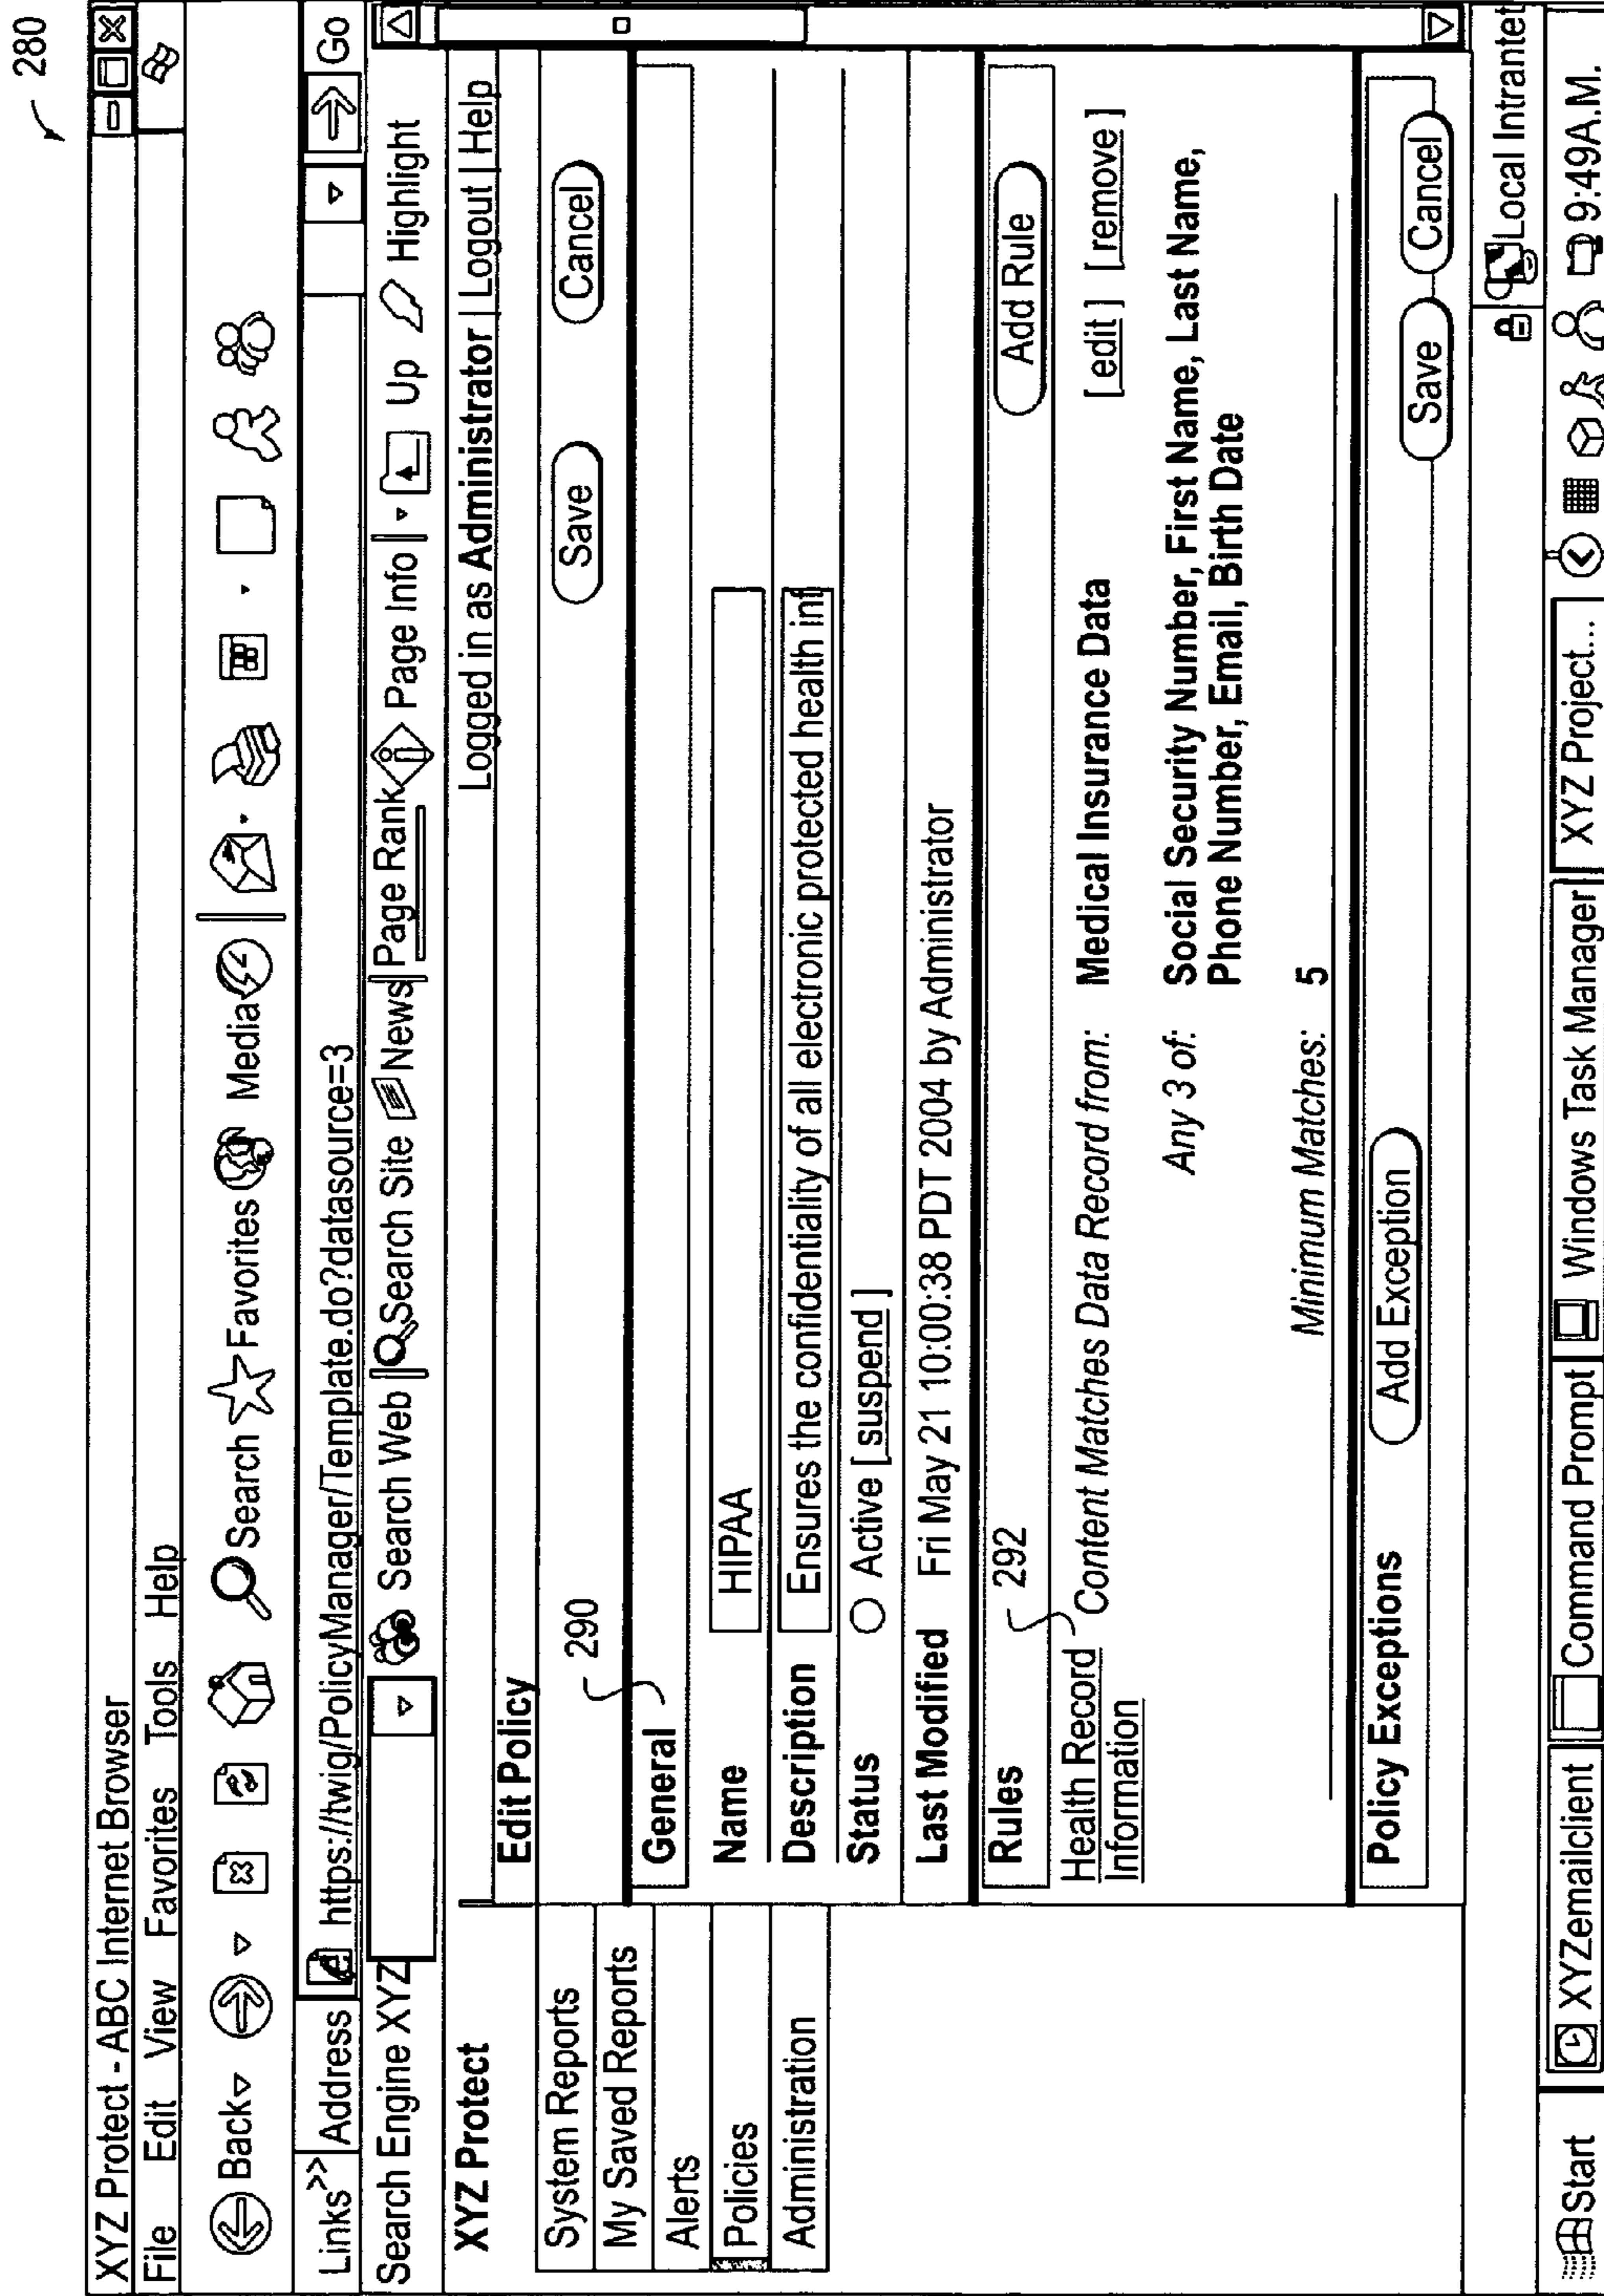 280
XYZ Protect - ABC Internet Browser
File Edit View Favorites Tools Help
Back Search Favorites Media
Links >> Address https://twig/PolicyManager/Template.do?datasource=3 Go
Search Engine XYZ Search Web Search Site News Page Rank Page Info Up Highlight
XYZ Protect Logged in as Administrator | Logout | Help
Edit Policy
System Reports
My Saved Reports
Alerts
Policies
Administration
290 Save Cancel
General
Name HIPAA
Description Ensures the confidentiality of all electronic protected health inf
Status Active [ suspend ]
Last Modified Fri May 21 10:00:38 PDT 2004 by Administrator
Rules 292 Add Rule
Health Record Content Matches Data Record from: Medical Insurance Data [ edit ] [ remove ]
Information
Any 3 of: Social Security Number, First Name, Last Name,
Phone Number, Email, Birth Date
Minimum Matches: 5
Policy Exceptions Add Exception Save Cancel
Local Intranet
Start XYZemailclient Command Prompt Windows Task Manager XYZ Project... 9:49A.M.